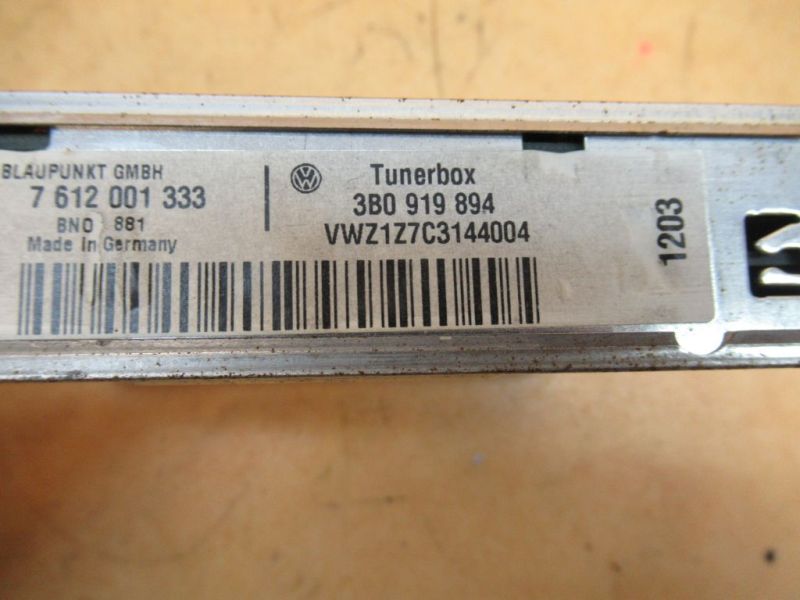 BLAUPUNKT GMBH
7 612 001 333
BNO 881
Made In Germany
Tunerbox
3B0 919 894
VWZ1Z7C3144004
1203